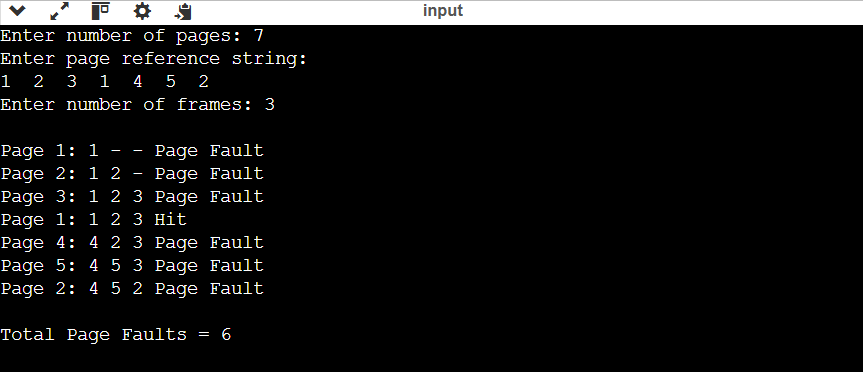 input
Enter number of pages: 7
Enter page reference string:
1  2  3  1  4  5  2
Enter number of frames: 3
Page 1: 1 - - Page Fault
Page 2: 1 2 - Page Fault
Page 3: 1 2 3 Page Fault
Page 1: 1 2 3 Hit
Page 4: 4 2 3 Page Fault
Page 5: 4 5 3 Page Fault
Page 2: 4 5 2 Page Fault
Total Page Faults = 6